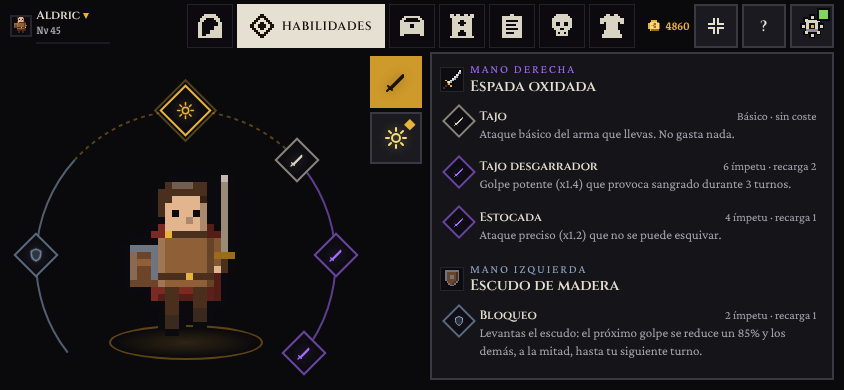 Aldric ▾
Nv 45
Habilidades
4860
?
Mano derecha
Espada oxidada
Tajo
Básico · sin coste
Ataque básico del arma que llevas. No gasta nada.
Tajo desgarrador
6 ímpetu · recarga 2
Golpe potente (x1.4) que provoca sangrado durante 3 turnos.
Estocada
4 ímpetu · recarga 1
Ataque preciso (x1.2) que no se puede esquivar.
Mano izquierda
Escudo de madera
Bloqueo
2 ímpetu · recarga 1
Levantas el escudo: el próximo golpe se reduce un 85% y los
demás, a la mitad, hasta tu siguiente turno.